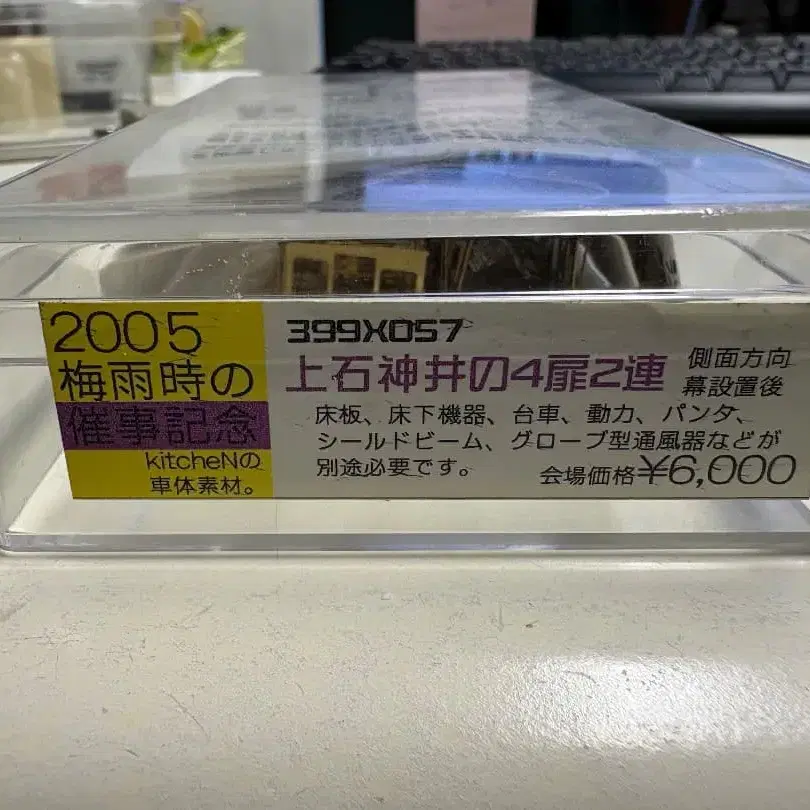 2005
梅雨時の
催事記念
kitcheNの
車体素材。
399X057
上石神井の4扉2連
側面方向
幕設置後
床板、床下機器、台車、動力、パンタ、
シールドビーム、グローブ型通風器などが
別途必要です。
会場価格¥6,000